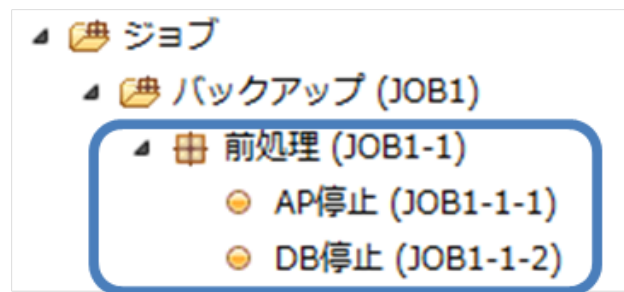 ジョブ
バックアップ (JOB1)
前処理 (JOB1-1)
AP停止 (JOB1-1-1)
DB停止 (JOB1-1-2)